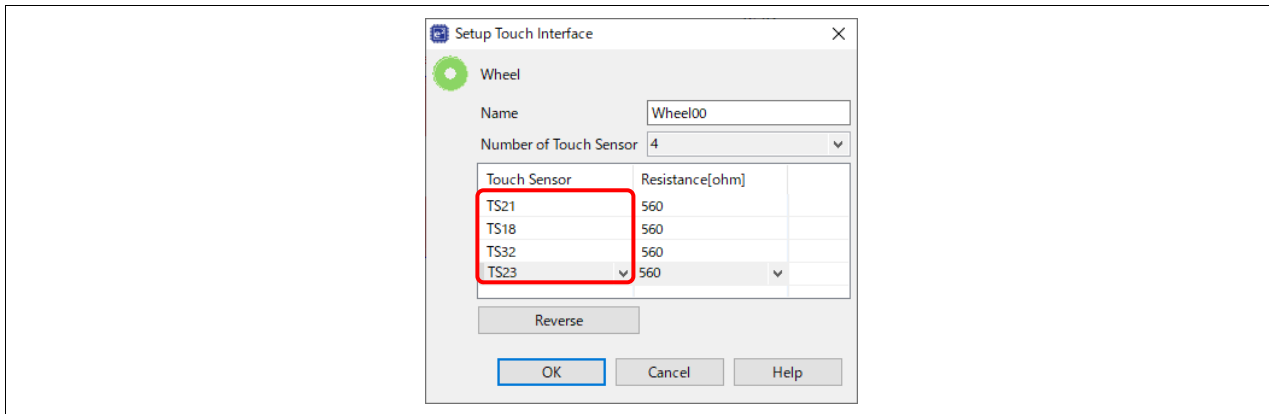 Setup Touch Interface
Wheel
Name Wheel00
Number of Touch Sensor 4
Touch Sensor Resistance[ohm]
TS21 560
TS18 560
TS32 560
TS23 560
Reverse
OK Cancel Help